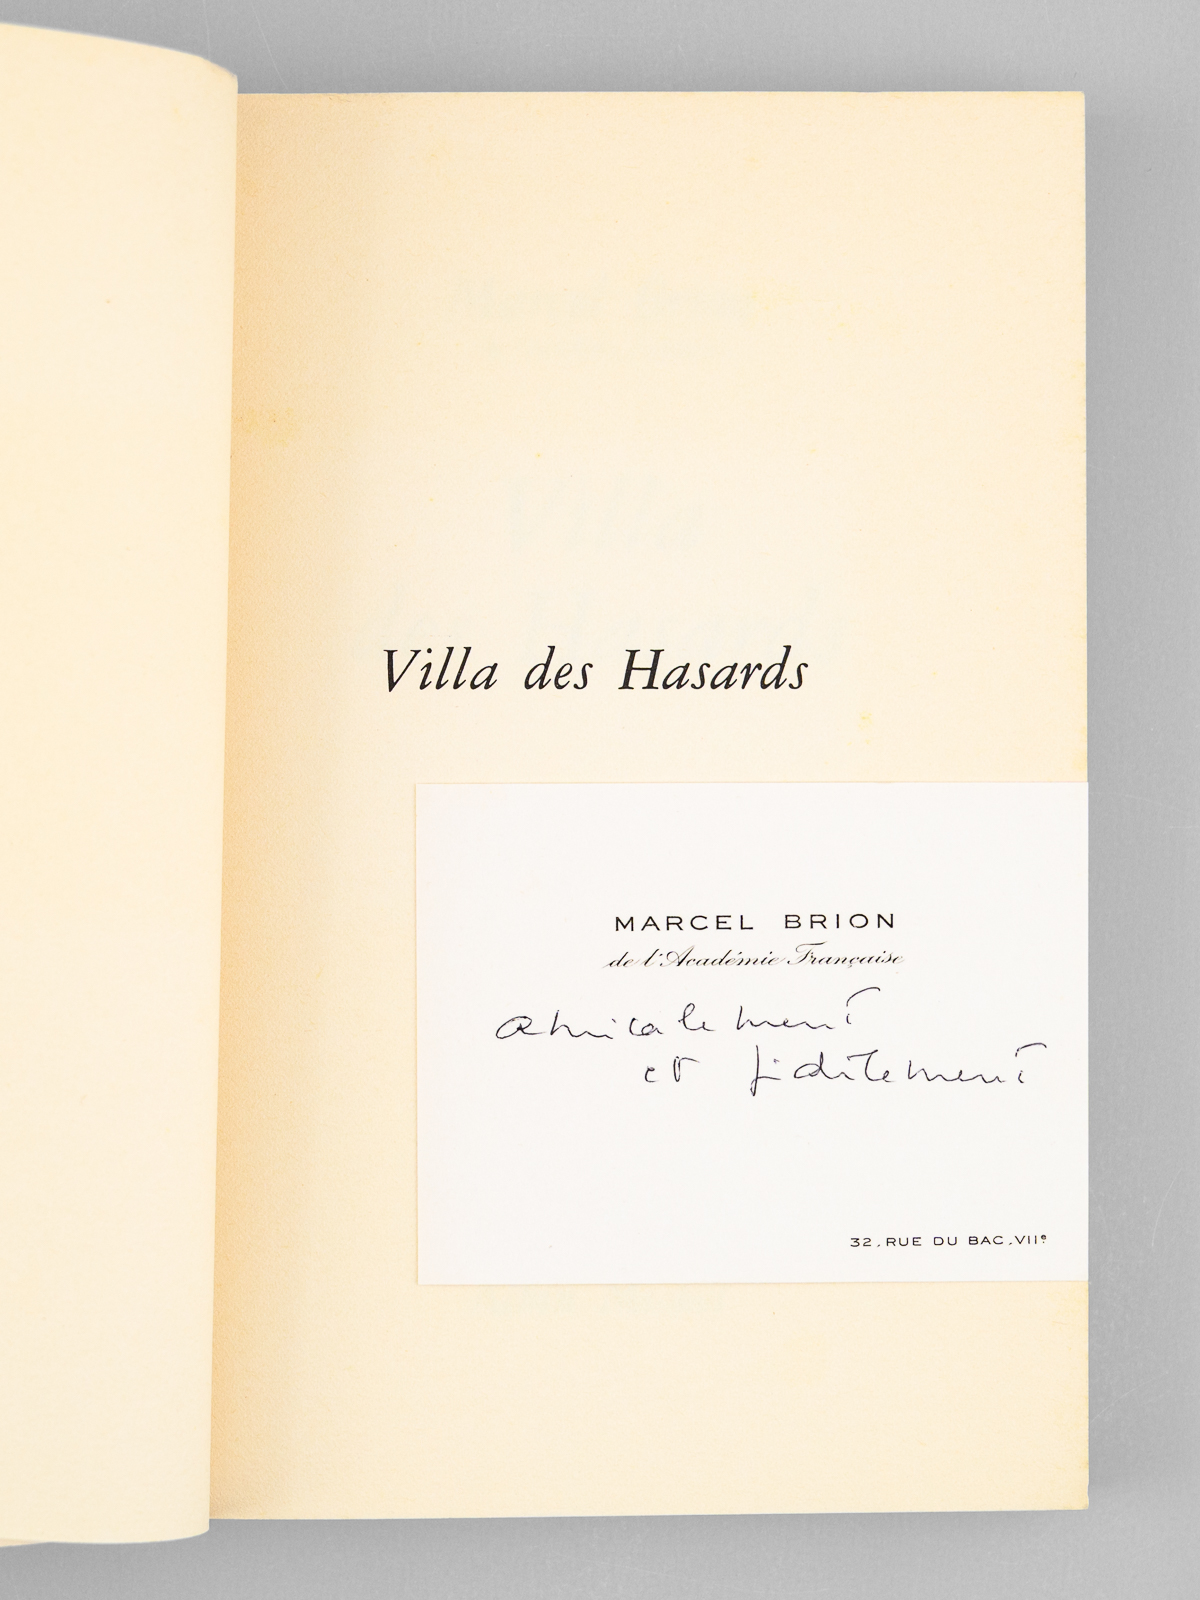 Villa des Hasards
MARCEL BRION
de l'Académie Française
amicalement
et fidèlement
32, RUE DU BAC, VIIe